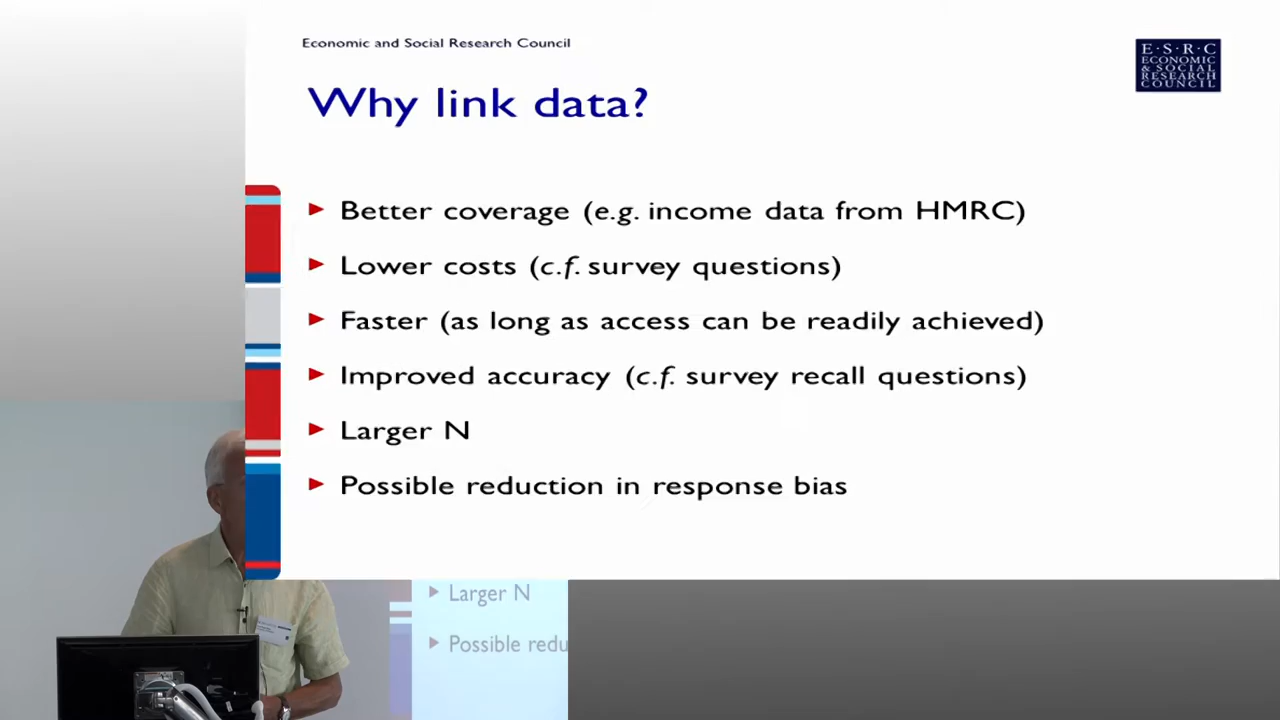 Economic and Social Research Council
E·S·R·C
ECONOMIC
& SOCIAL
RESEARCH
COUNCIL
Why link data?
Better coverage (e.g. income data from HMRC)
Lower costs (c.f. survey questions)
Faster (as long as access can be readily achieved)
Improved accuracy (c.f. survey recall questions)
Larger N
Possible reduction in response bias
Larger N
Possible redu